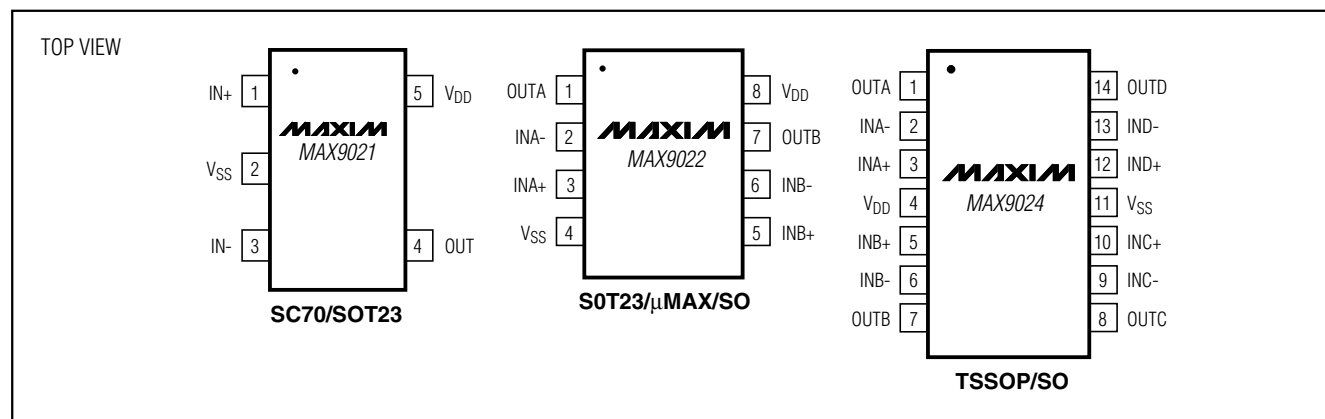 TOP VIEW
IN+ 1
VSS 2
IN- 3
5 VDD
4 OUT
MAXIM
MAX9021
SC70/SOT23
OUTA 1
INA- 2
INA+ 3
VSS 4
8 VDD
7 OUTB
6 INB-
5 INB+
MAXIM
MAX9022
S0T23/μMAX/SO
OUTA 1
INA- 2
INA+ 3
VDD 4
INB+ 5
INB- 6
OUTB 7
14 OUTD
13 IND-
12 IND+
11 VSS
10 INC+
9 INC-
8 OUTC
MAXIM
MAX9024
TSSOP/SO